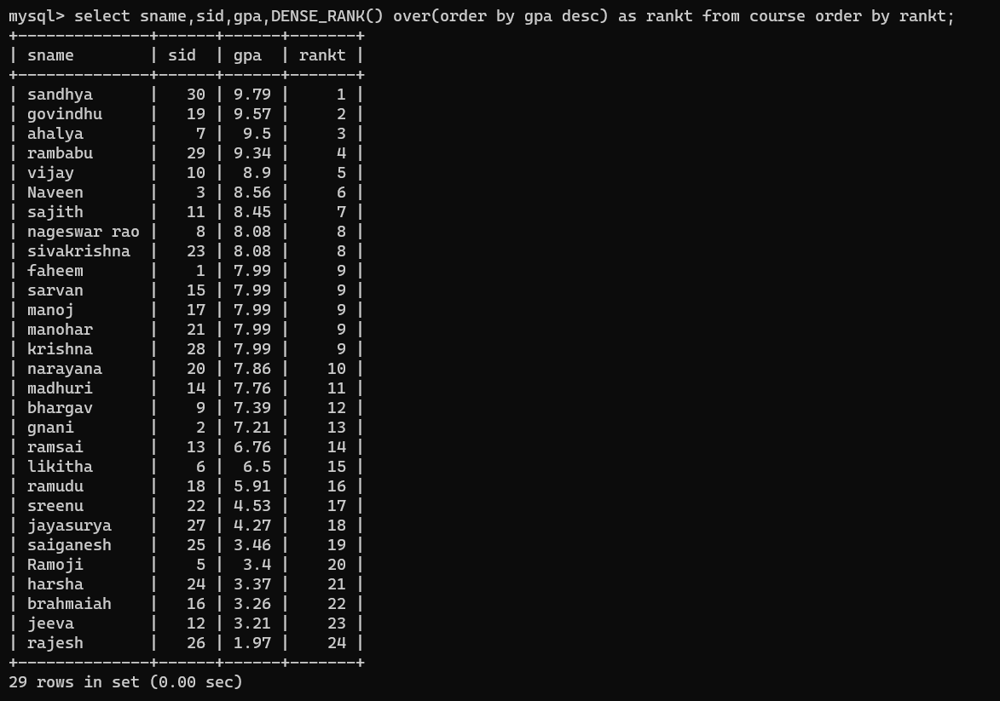 mysql> select sname,sid,gpa,DENSE_RANK() over(order by gpa desc) as rankt from course order by rankt;
+--------------+------+------+-------+
| sname        | sid  | gpa  | rankt |
+--------------+------+------+-------+
| sandhya      |   30 | 9.79 |     1 |
| govindhu     |   19 | 9.57 |     2 |
| ahalya       |    7 |  9.5 |     3 |
| rambabu      |   29 | 9.34 |     4 |
| vijay        |   10 |  8.9 |     5 |
| Naveen       |    3 | 8.56 |     6 |
| sajith       |   11 | 8.45 |     7 |
| nageswar rao |    8 | 8.08 |     8 |
| sivakrishna  |   23 | 8.08 |     8 |
| faheem       |    1 | 7.99 |     9 |
| sarvan       |   15 | 7.99 |     9 |
| manoj        |   17 | 7.99 |     9 |
| manohar      |   21 | 7.99 |     9 |
| krishna      |   28 | 7.99 |     9 |
| narayana     |   20 | 7.86 |    10 |
| madhuri      |   14 | 7.76 |    11 |
| bhargav      |    9 | 7.39 |    12 |
| gnani        |    2 | 7.21 |    13 |
| ramsai       |   13 | 6.76 |    14 |
| likitha      |    6 |  6.5 |    15 |
| ramudu       |   18 | 5.91 |    16 |
| sreenu       |   22 | 4.53 |    17 |
| jayasurya    |   27 | 4.27 |    18 |
| saiganesh    |   25 | 3.46 |    19 |
| Ramoji       |    5 |  3.4 |    20 |
| harsha       |   24 | 3.37 |    21 |
| brahmaiah    |   16 | 3.26 |    22 |
| jeeva        |   12 | 3.21 |    23 |
| rajesh       |   26 | 1.97 |    24 |
+--------------+------+------+-------+
29 rows in set (0.00 sec)